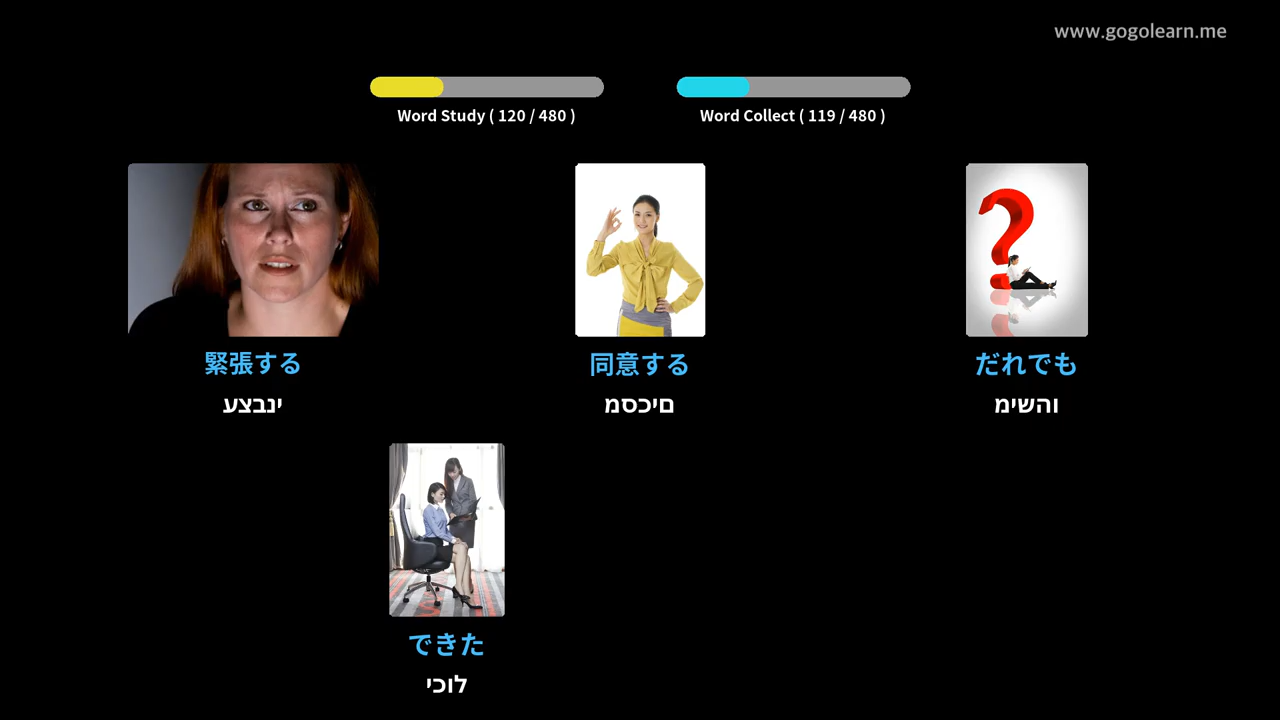 www.gogolearn.me
Word Study ( 120 / 480 )
Word Collect ( 119 / 480 )
緊張する
ינבצע
同意する
םיכסמ
だれでも
והשימ
できた
לוכי